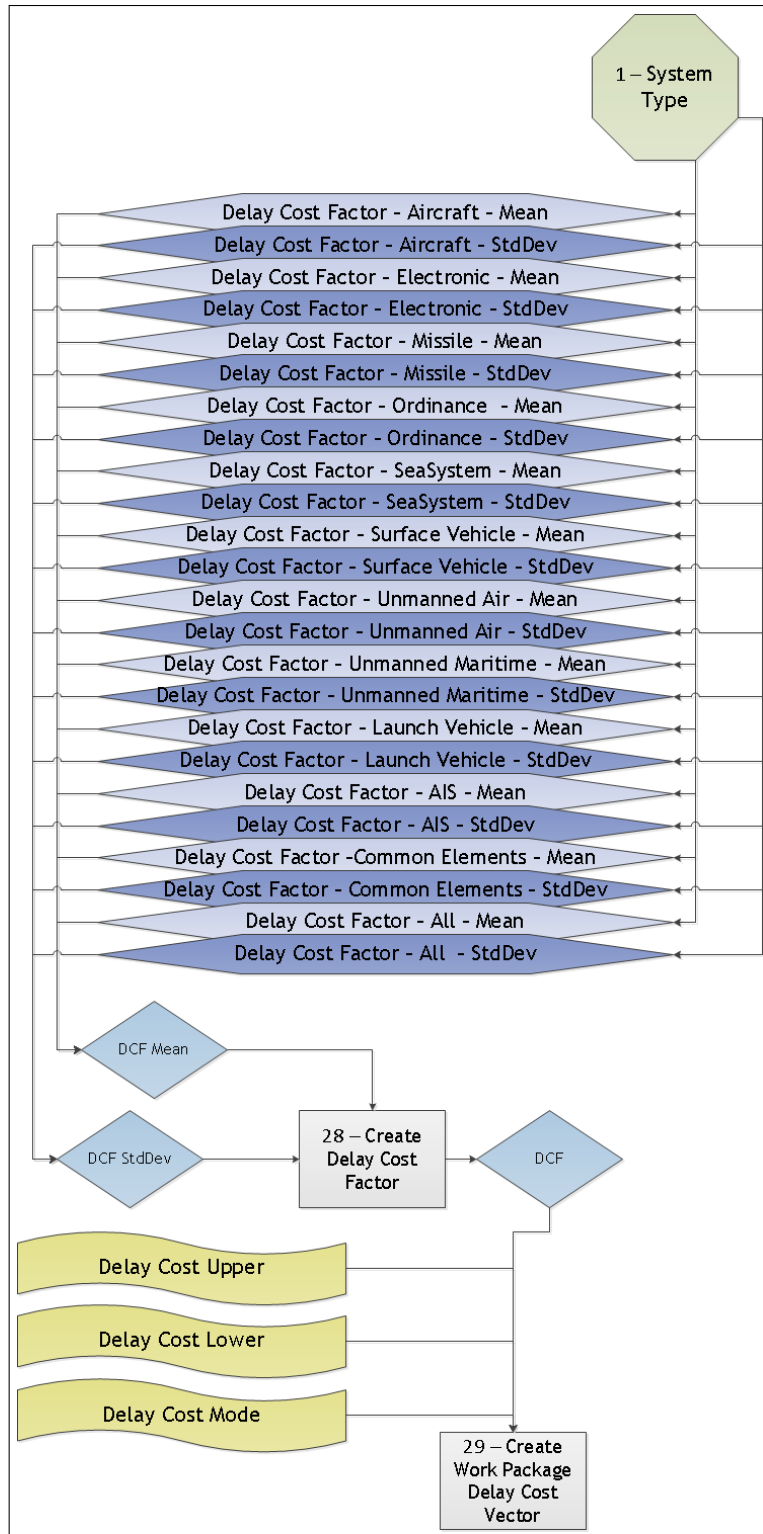 1 – System
Type
Delay Cost Factor - Aircraft - Mean
Delay Cost Factor - Aircraft - StdDev
Delay Cost Factor - Electronic - Mean
Delay Cost Factor - Electronic - StdDev
Delay Cost Factor - Missile - Mean
Delay Cost Factor - Missile - StdDev
Delay Cost Factor - Ordinance - Mean
Delay Cost Factor - Ordinance - StdDev
Delay Cost Factor - SeaSystem - Mean
Delay Cost Factor - SeaSystem - StdDev
Delay Cost Factor - Surface Vehicle - Mean
Delay Cost Factor - Surface Vehicle - StdDev
Delay Cost Factor - Unmanned Air - Mean
Delay Cost Factor - Unmanned Air - StdDev
Delay Cost Factor - Unmanned Maritime - Mean
Delay Cost Factor - Unmanned Maritime - StdDev
Delay Cost Factor - Launch Vehicle - Mean
Delay Cost Factor - Launch Vehicle - StdDev
Delay Cost Factor - AIS - Mean
Delay Cost Factor - AIS - StdDev
Delay Cost Factor -Common Elements - Mean
Delay Cost Factor - Common Elements - StdDev
Delay Cost Factor - All - Mean
Delay Cost Factor - All - StdDev
DCF Mean
DCF StdDev
28 – Create
Delay Cost
Factor
DCF
Delay Cost Upper
Delay Cost Lower
Delay Cost Mode
29 – Create
Work Package
Delay Cost
Vector